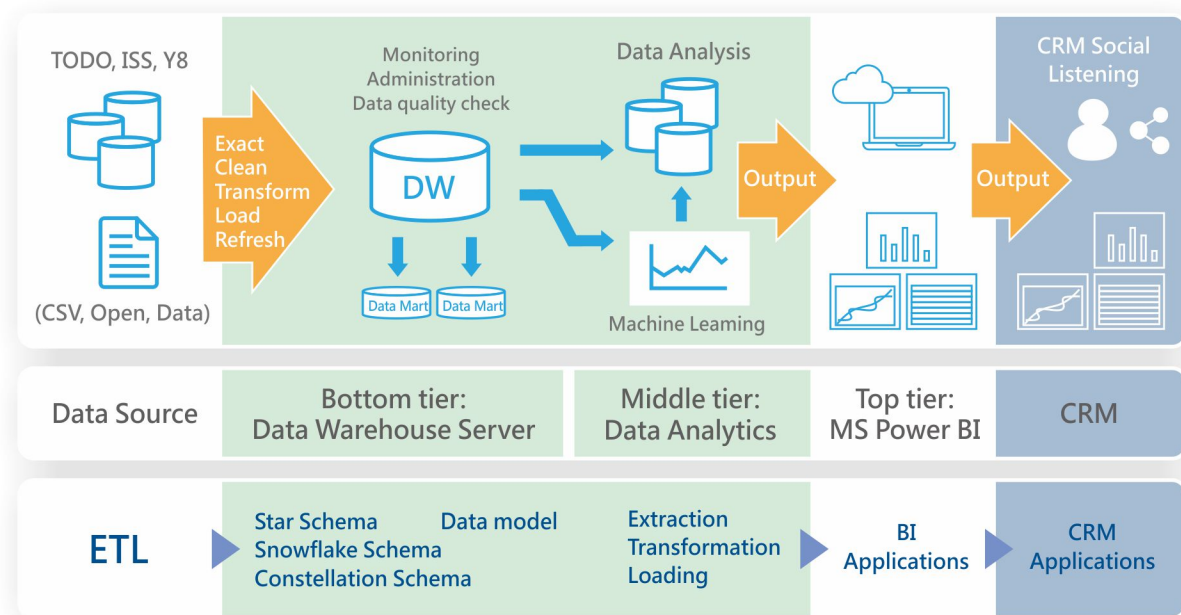 TODO, ISS, Y8
(CSV, Open, Data)
Exact
Clean
Transform
Load
Refresh
Monitoring
Administration
Data quality check
DW
Data Mart
Data Mart
Data Analysis
Machine Leaming
Output
Output
CRM Social
Listening
Data Source
Bottom tier:
Data Warehouse Server
Middle tier:
Data Analytics
Top tier:
MS Power BI
CRM
ETL
Star Schema
Snowflake Schema
Constellation Schema
Data model
Extraction
Transformation
Loading
BI
Applications
CRM
Applications